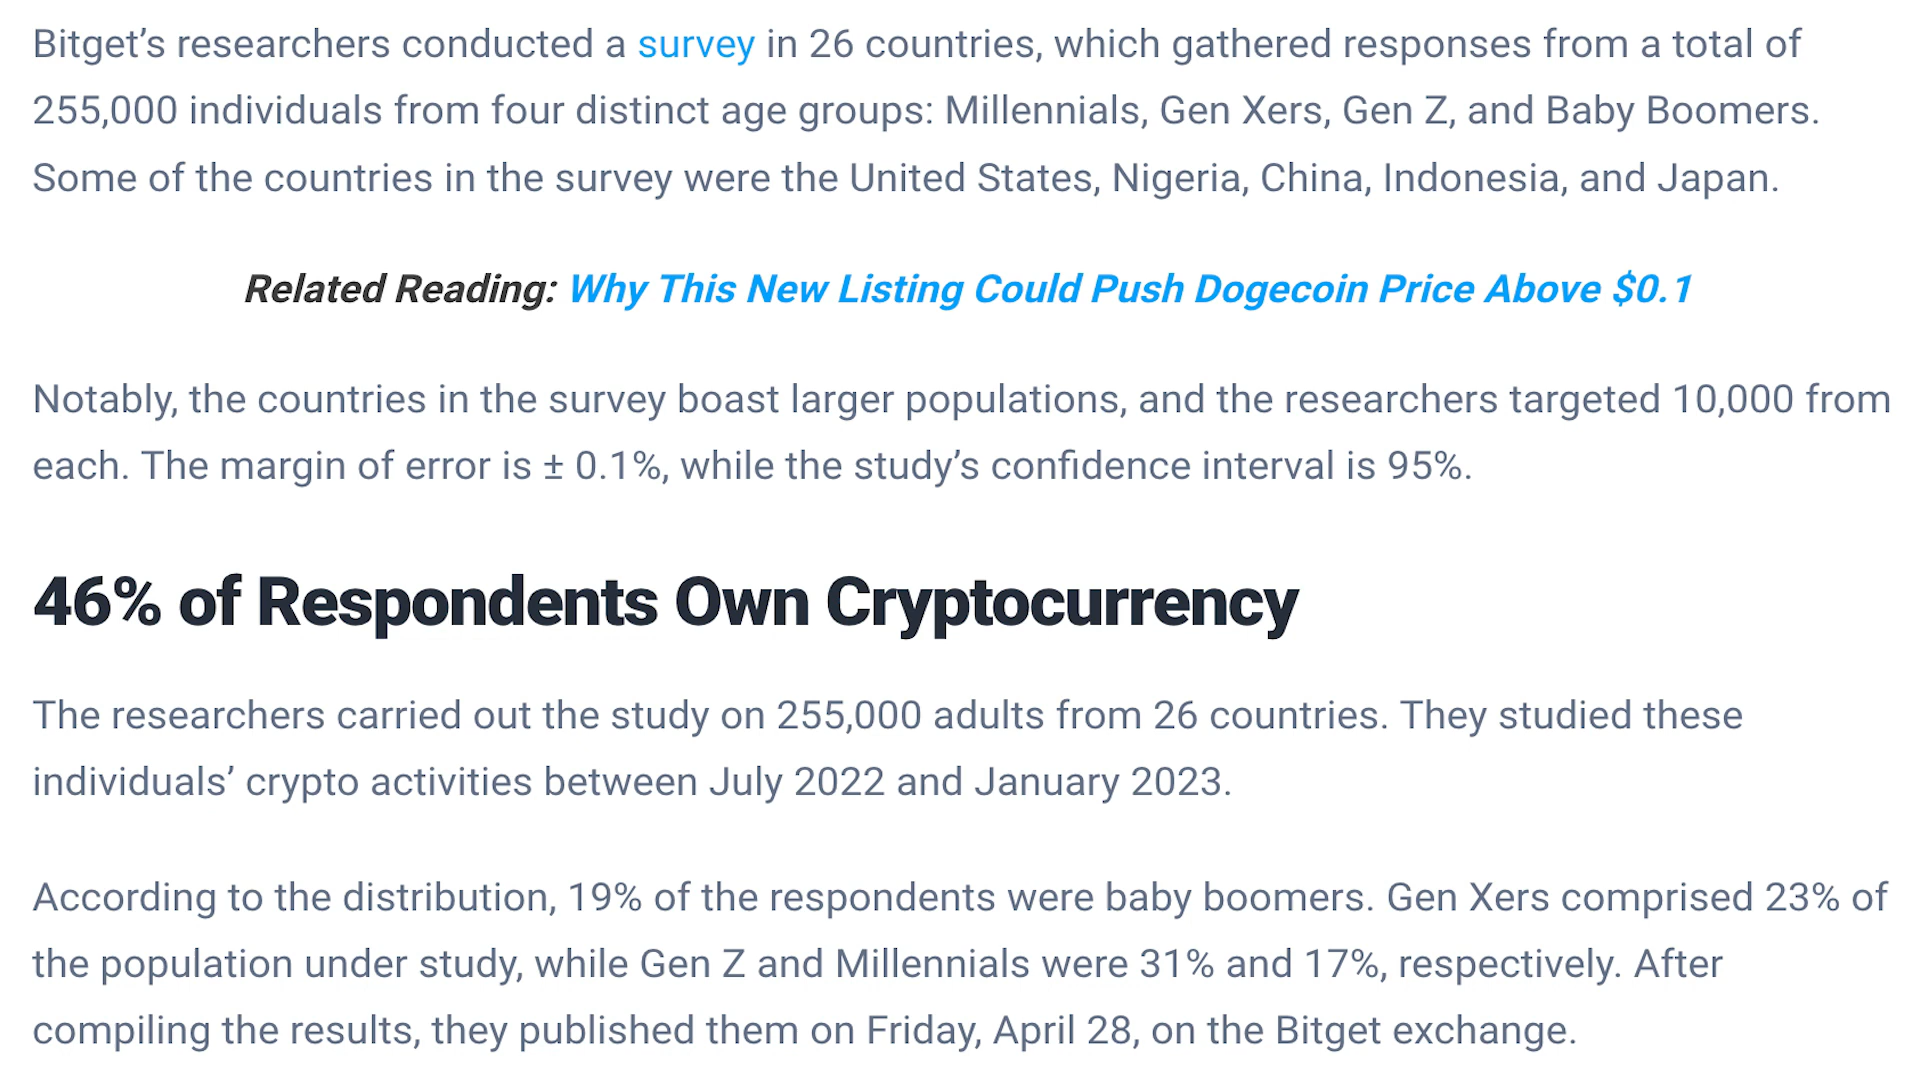 Bitget’s researchers conducted a survey in 26 countries, which gathered responses from a total of
255,000 individuals from four distinct age groups: Millennials, Gen Xers, Gen Z, and Baby Boomers.
Some of the countries in the survey were the United States, Nigeria, China, Indonesia, and Japan.
Related Reading: Why This New Listing Could Push Dogecoin Price Above $0.1
Notably, the countries in the survey boast larger populations, and the researchers targeted 10,000 from
each. The margin of error is ± 0.1%, while the study’s confidence interval is 95%.
46% of Respondents Own Cryptocurrency
The researchers carried out the study on 255,000 adults from 26 countries. They studied these
individuals’ crypto activities between July 2022 and January 2023.
According to the distribution, 19% of the respondents were baby boomers. Gen Xers comprised 23% of
the population under study, while Gen Z and Millennials were 31% and 17%, respectively. After
compiling the results, they published them on Friday, April 28, on the Bitget exchange.